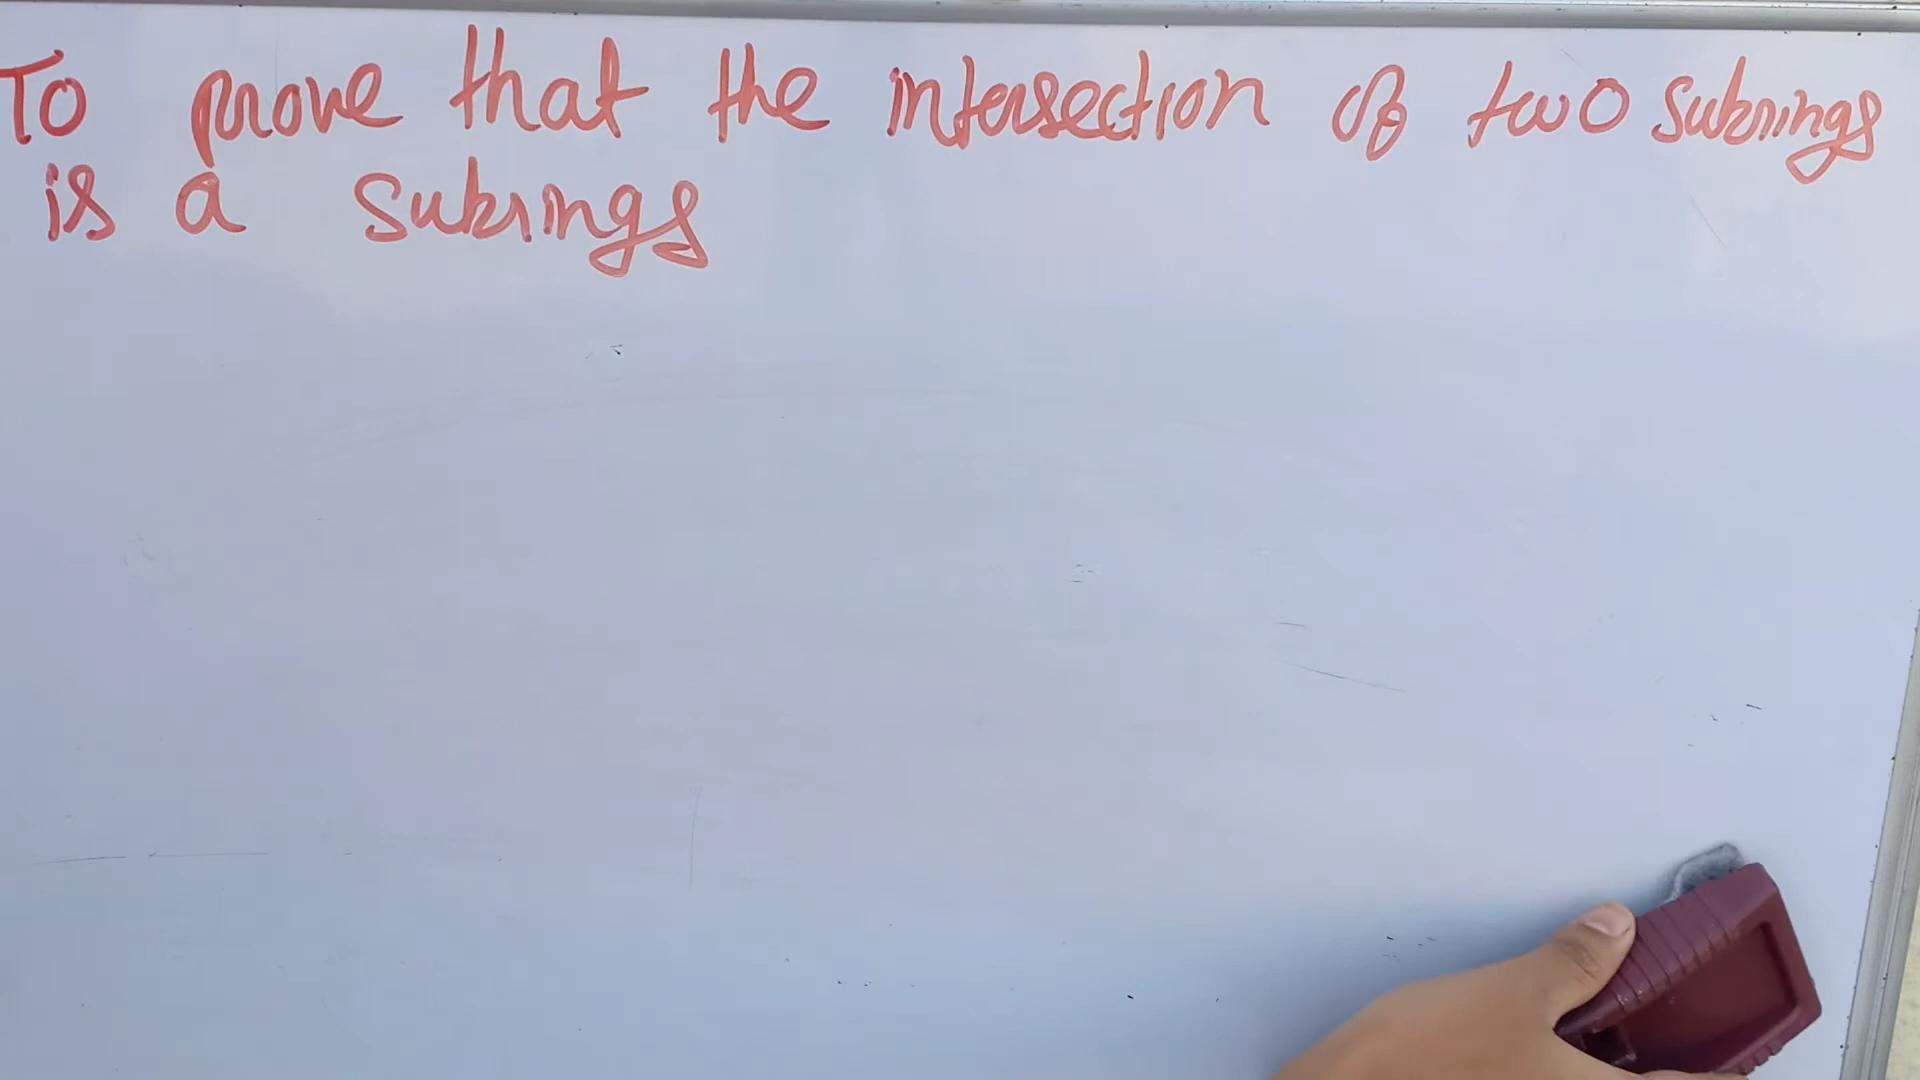 To prove that the intersection of two subrings
is a subrings